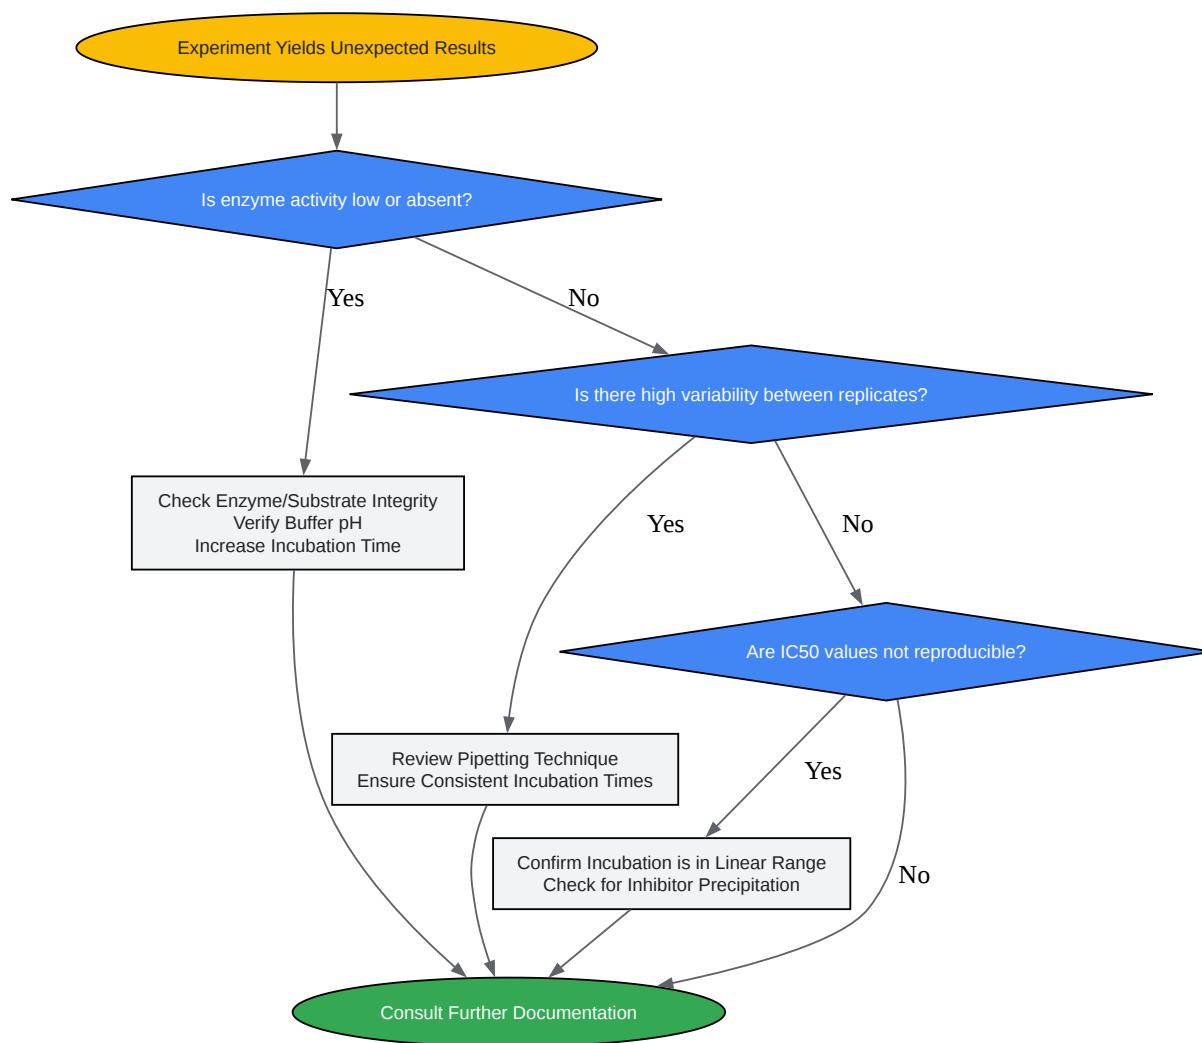 Experiment Yields Unexpected Results
Is enzyme activity low or absent?
Yes
No
Is there high variability between replicates?
Check Enzyme/Substrate Integrity
Verify Buffer pH
Increase Incubation Time
Yes
No
Are IC50 values not reproducible?
Review Pipetting Technique
Ensure Consistent Incubation Times
Yes
Confirm Incubation is in Linear Range
Check for Inhibitor Precipitation
No
Consult Further Documentation